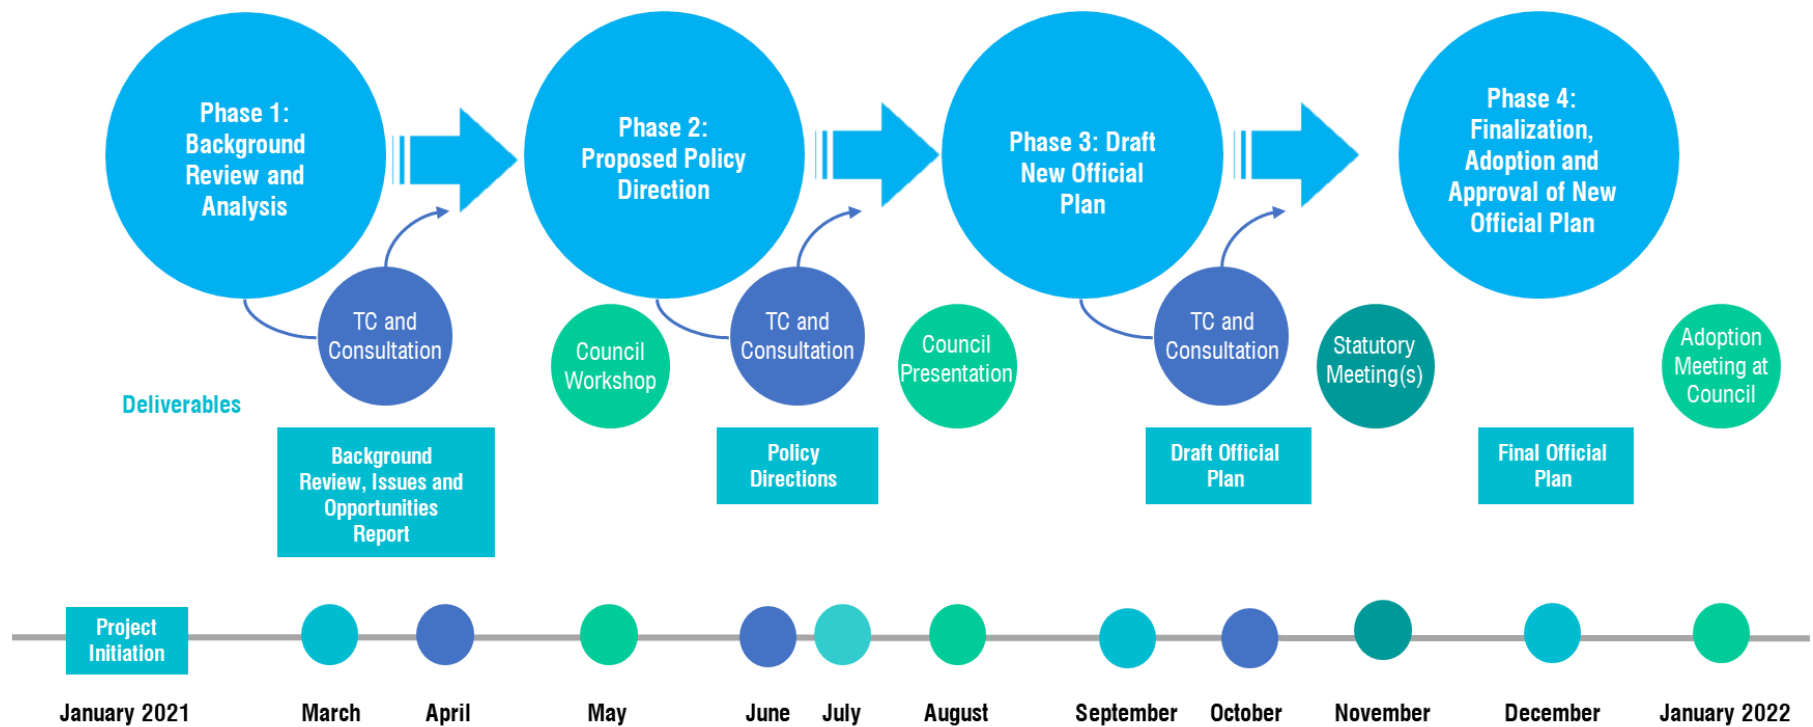 Phase 1:
Background
Review and
Analysis
Phase 2:
Proposed Policy
Direction
Phase 3: Draft
New Official
Plan
Phase 4:
Finalization,
Adoption and
Approval of New
Official Plan
TC and
Consultation
Council
Workshop
TC and
Consultation
Council
Presentation
TC and
Consultation
Statutory
Meeting(s)
Adoption
Meeting at
Council
Deliverables
Background
Review, Issues and
Opportunities
Report
Policy
Directions
Draft Official
Plan
Final Official
Plan
Project
Initiation
January 2021
March
April
May
June
July
August
September
October
November
December
January 2022